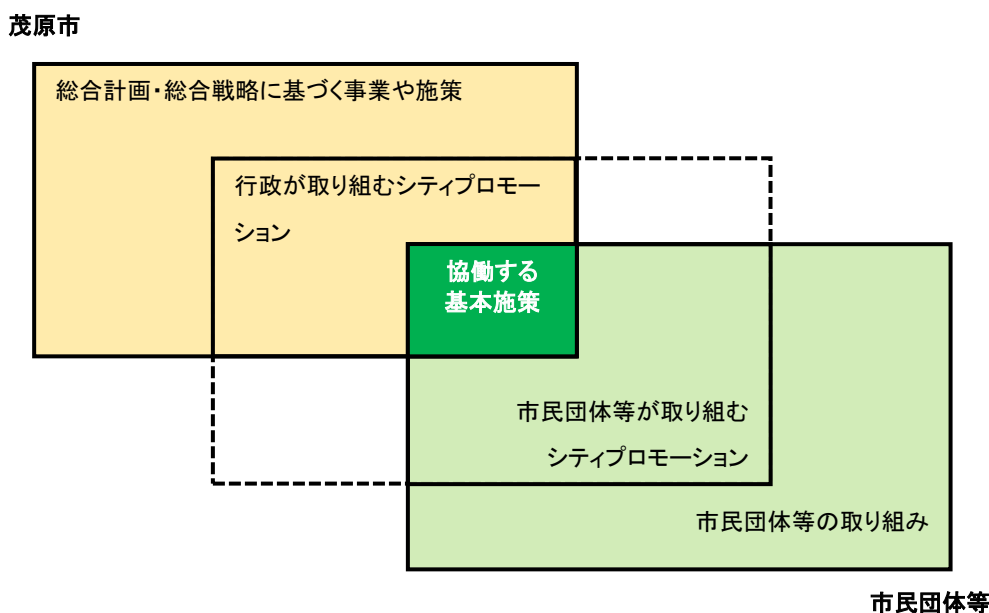 茂原市
総合計画・総合戦略に基づく事業や施策
行政が取り組むシティプロモー
ション
協働する
基本施策
市民団体等が取り組む
シティプロモーション
市民団体等の取り組み
市民団体等